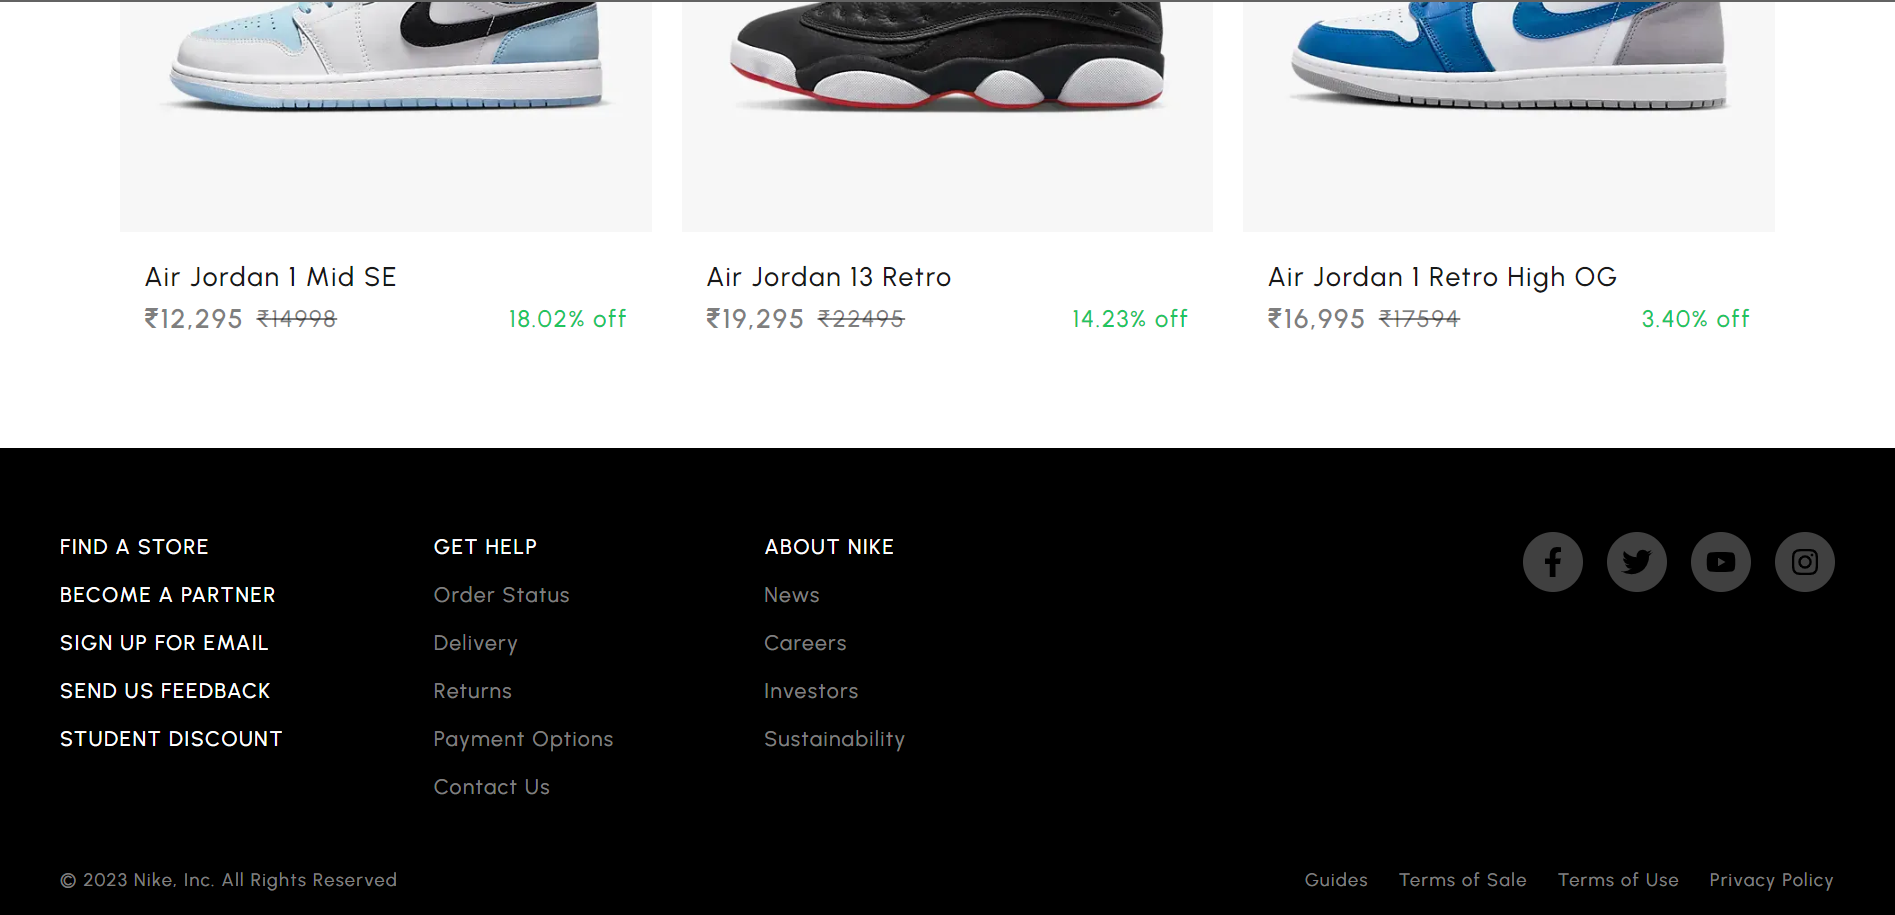 Air Jordan 1 Mid SE
₹12,295 ₹14998 18.02% off
Air Jordan 13 Retro
₹19,295 ₹22495 14.23% off
Air Jordan 1 Retro High OG
₹16,995 ₹17594 3.40% off
FIND A STORE
BECOME A PARTNER
SIGN UP FOR EMAIL
SEND US FEEDBACK
STUDENT DISCOUNT
GET HELP
Order Status
Delivery
Returns
Payment Options
Contact Us
ABOUT NIKE
News
Careers
Investors
Sustainability
© 2023 Nike, Inc. All Rights Reserved
Guides Terms of Sale Terms of Use Privacy Policy